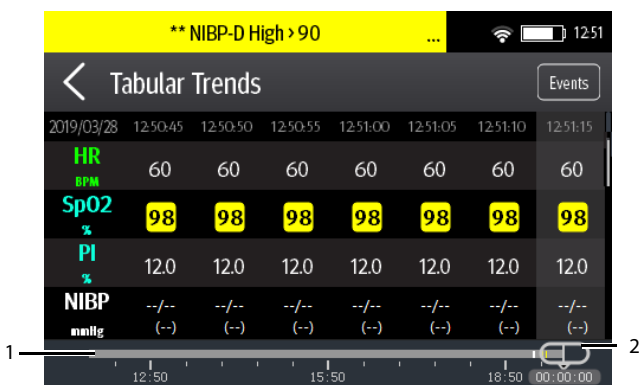 ** NIBP-D High > 90 ... 12:51
Tabular Trends Events
2019/03/28 12:50:45 12:50:50 12:50:55 12:51:00 12:51:05 12:51:10 12:51:15
HR 60 60 60 60 60 60 60
BPM
SpO2 98 98 98 98 98 98 98
%
PI 12.0 12.0 12.0 12.0 12.0 12.0 12.0
%
NIBP --/-- --/-- --/-- --/-- --/-- --/-- --/--
mmHg (--) (--) (--) (--) (--) (--) (--)
1 2
12:50 15:50 18:50 00:00:00